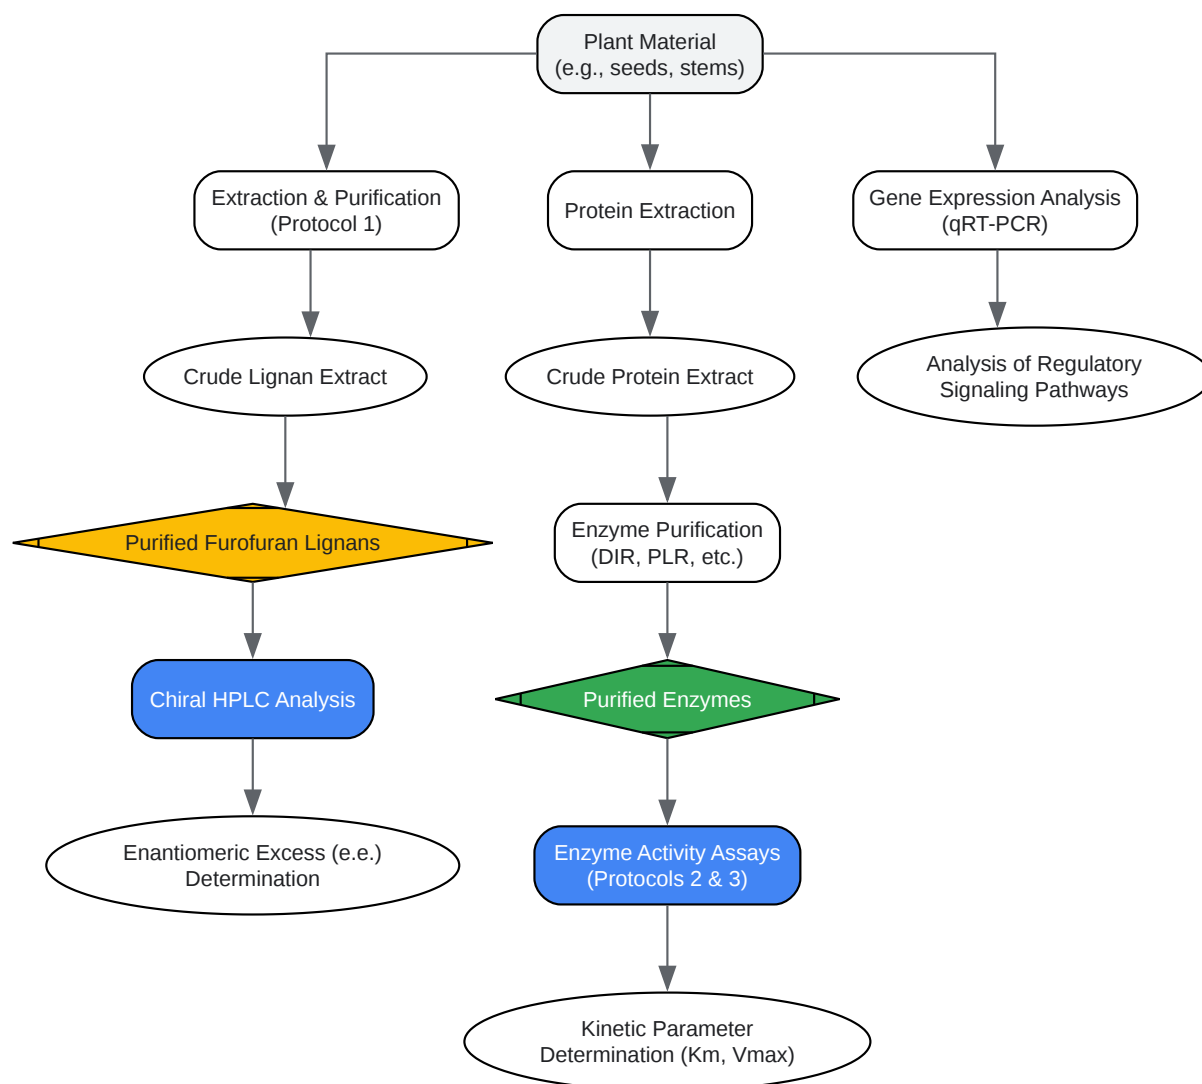 Plant Material
(e.g., seeds, stems)
Extraction & Purification
(Protocol 1)
Protein Extraction
Gene Expression Analysis
(qRT-PCR)
Crude Lignan Extract
Crude Protein Extract
Analysis of Regulatory
Signaling Pathways
Purified Furofuran Lignans
Enzyme Purification
(DIR, PLR, etc.)
Chiral HPLC Analysis
Purified Enzymes
Enantiomeric Excess (e.e.)
Determination
Enzyme Activity Assays
(Protocols 2 & 3)
Kinetic Parameter
Determination (Km, Vmax)